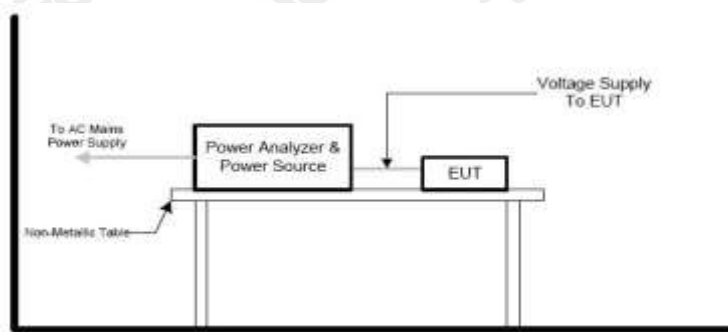 Voltage Supply
To EUT
To AC Mains
Power Supply
Power Analyzer &
Power Source
EUT
Non-Metallic Table